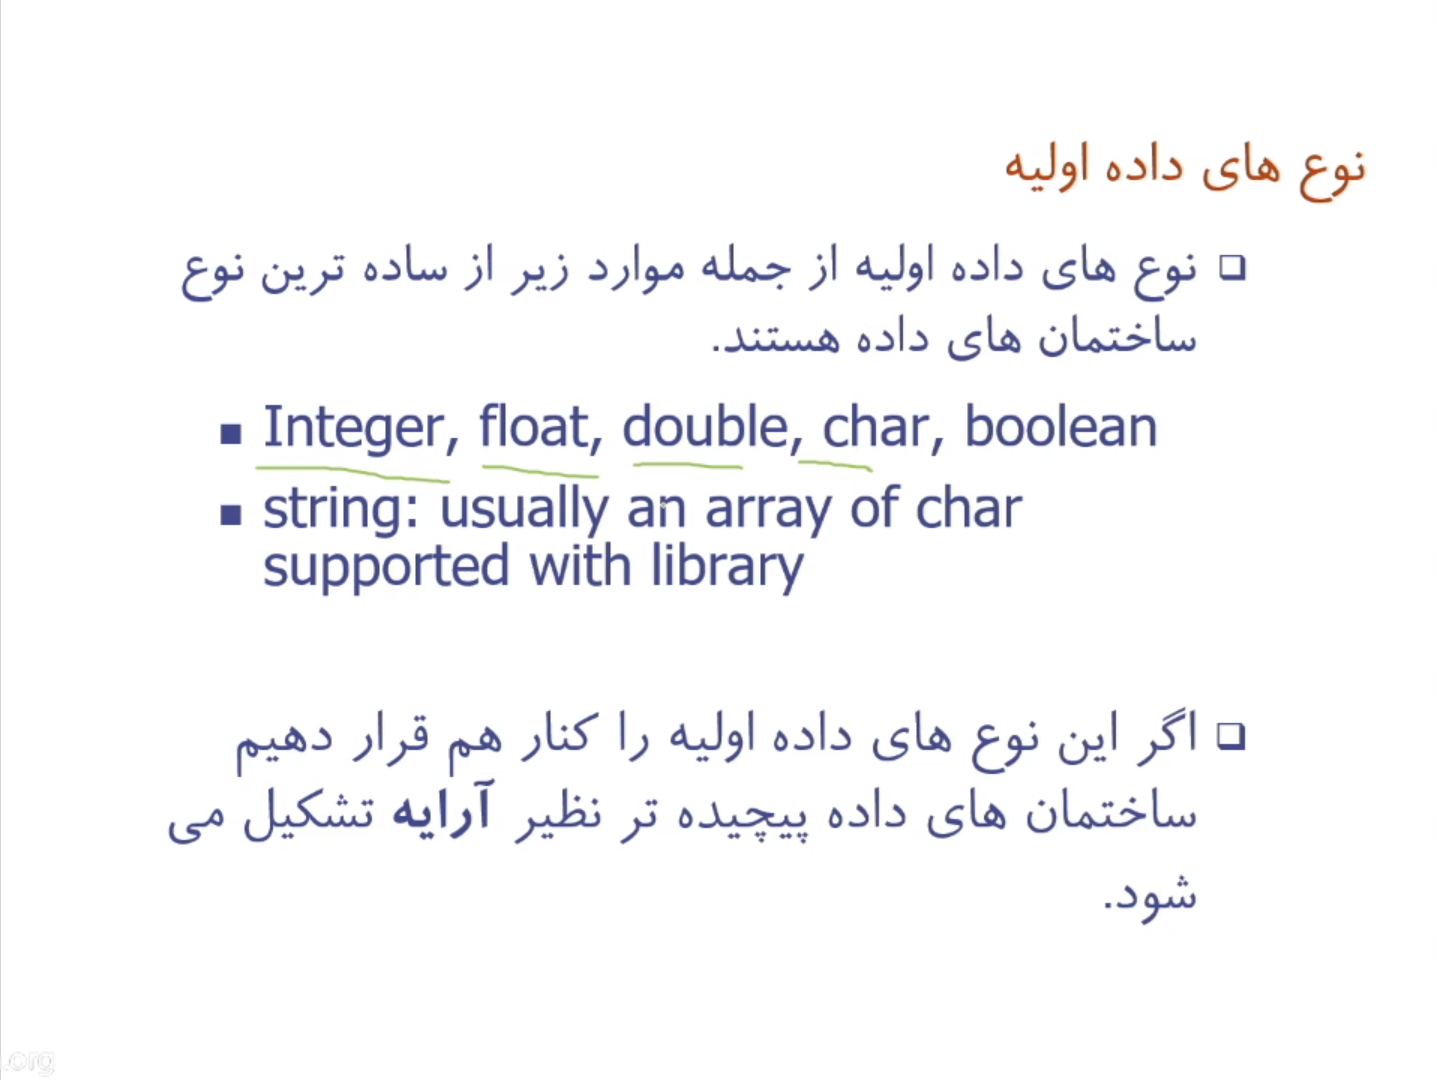 نوع های داده اولیه
❑ نوع های داده اولیه از جمله موارد زیر از ساده ترین نوع
ساختمان های داده هستند.
■ Integer, float, double, char, boolean
■ string: usually an array of char
supported with library
❑ اگر این نوع های داده اولیه را کنار هم قرار دهیم
ساختمان های داده پیچیده تر نظیر آرایه تشکیل می
شود.
.org